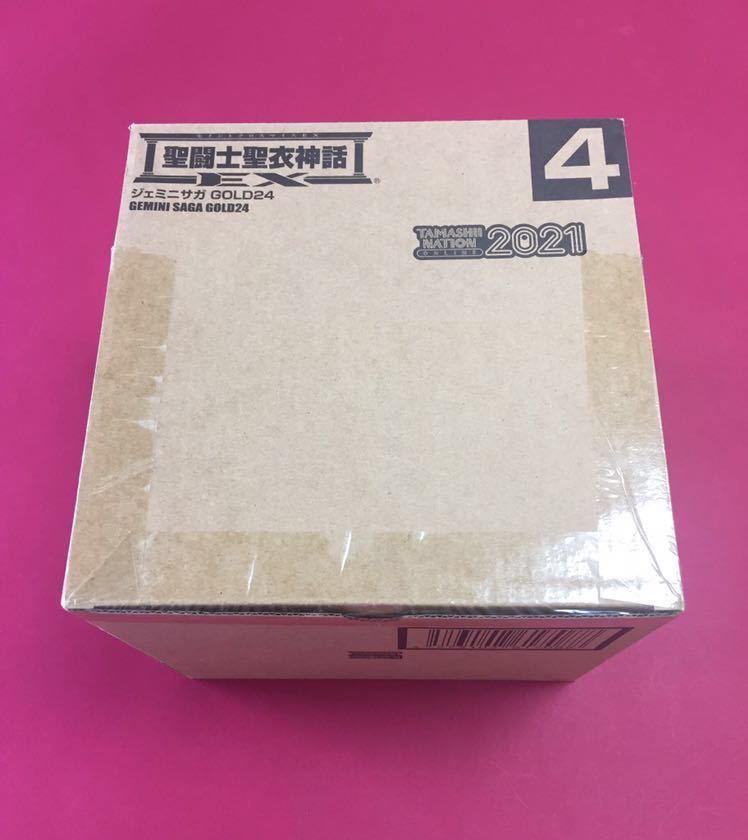 聖闘士聖衣神話
EX
ジェミニサガ GOLD24
GEMINI SAGA GOLD24
4
TAMASHII
NATION
ONLINE
2021